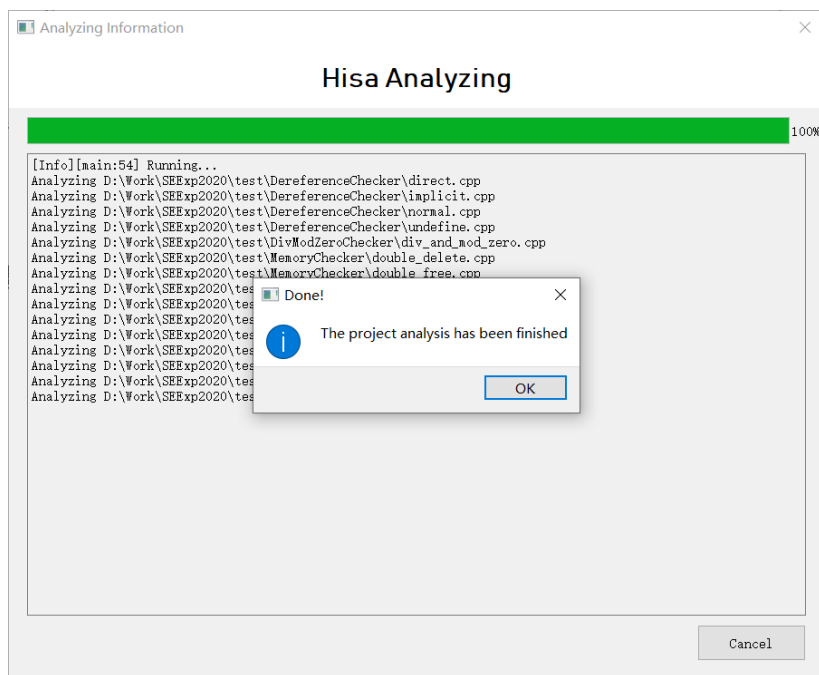 Analyzing Information
Hisa Analyzing
100%
[Info][main:54] Running...
Analyzing D:\Work\SEExp2020\test\DereferenceChecker\direct.cpp
Analyzing D:\Work\SEExp2020\test\DereferenceChecker\implicit.cpp
Analyzing D:\Work\SEExp2020\test\DereferenceChecker\normal.cpp
Analyzing D:\Work\SEExp2020\test\DereferenceChecker\undefine.cpp
Analyzing D:\Work\SEExp2020\test\DivModZeroChecker\div_and_mod_zero.cpp
Analyzing D:\Work\SEExp2020\test\MemoryChecker\double_delete.cpp
Analyzing D:\Work\SEExp2020\test\MemoryChecker\double_free.cpp
Analyzing D:\Work\SEExp2020\tes
Analyzing D:\Work\SEExp2020\tes
Analyzing D:\Work\SEExp2020\tes
Analyzing D:\Work\SEExp2020\tes
Analyzing D:\Work\SEExp2020\tes
Analyzing D:\Work\SEExp2020\tes
Analyzing D:\Work\SEExp2020\tes
Analyzing D:\Work\SEExp2020\tes
Done!
The project analysis has been finished
OK
Cancel